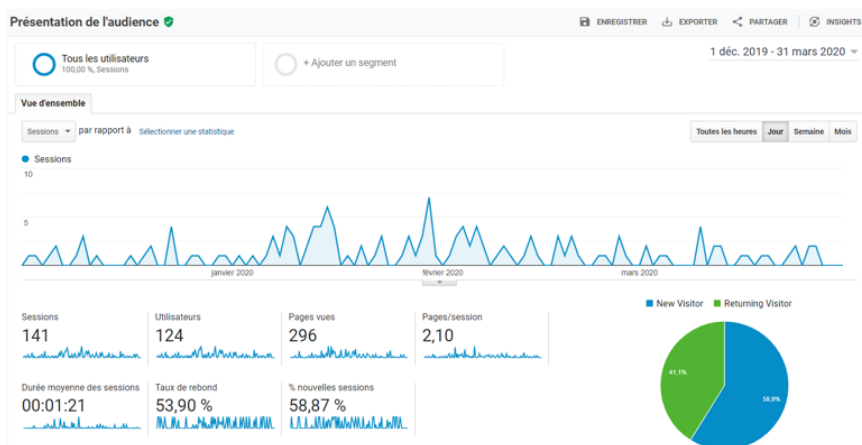 Présentation de l'audience
ENREGISTRER EXPORTER PARTAGER INSIGHTS
Tous les utilisateurs
100,00 %, Sessions
+ Ajouter un segment
1 déc. 2019 - 31 mars 2020
Vue d'ensemble
Sessions par rapport à Sélectionner une statistique
Toutes les heures Jour Semaine Mois
Sessions
10
5
janvier 2020 février 2020 mars 2020
New Visitor Returning Visitor
Sessions Utilisateurs Pages vues Pages/session
141 124 296 2,10
41,1%
58,9%
Durée moyenne des sessions Taux de rebond % nouvelles sessions
00:01:21 53,90 % 58,87 %